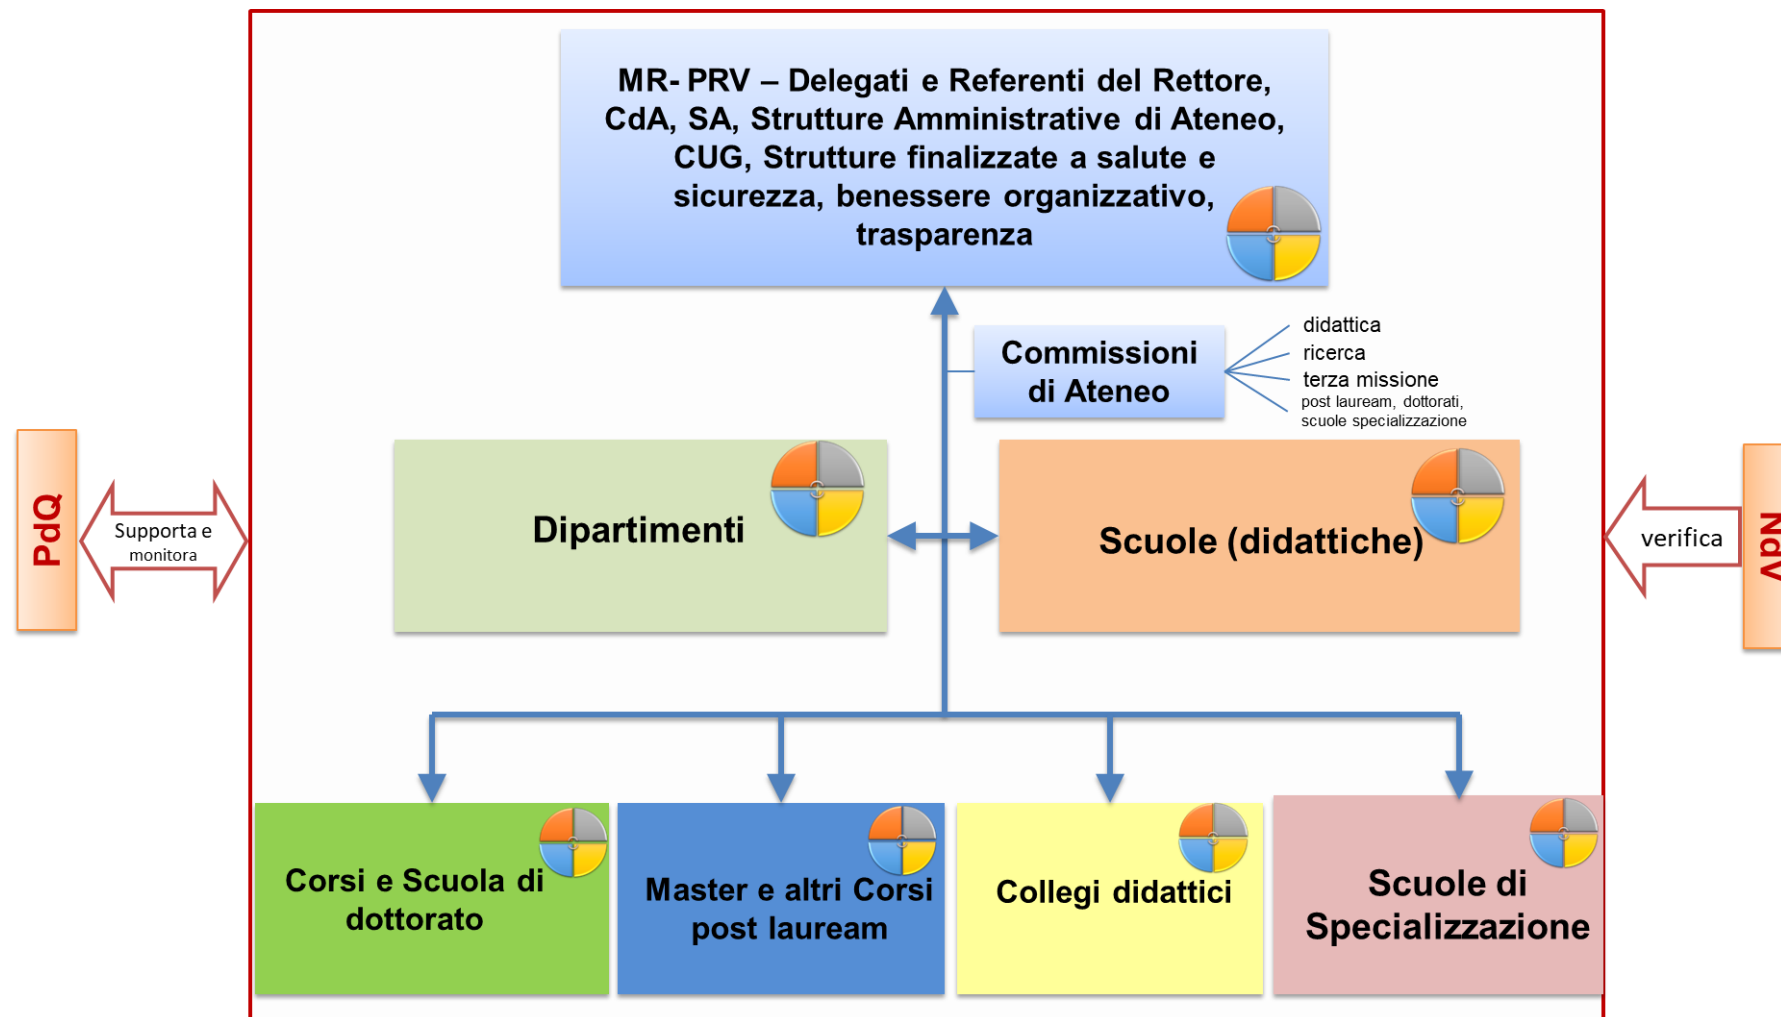 MR- PRV – Delegati e Referenti del Rettore,
CdA, SA, Strutture Amministrative di Ateneo,
CUG, Strutture finalizzate a salute e
sicurezza, benessere organizzativo,
trasparenza
Commissioni
di Ateneo
didattica
ricerca
terza missione
post lauream, dottorati,
scuole specializzazione
PdQ
Supporta e
monitora
Dipartimenti
Scuole (didattiche)
verifica
NdV
Corsi e Scuola di
dottorato
Master e altri Corsi
post lauream
Collegi didattici
Scuole di
Specializzazione